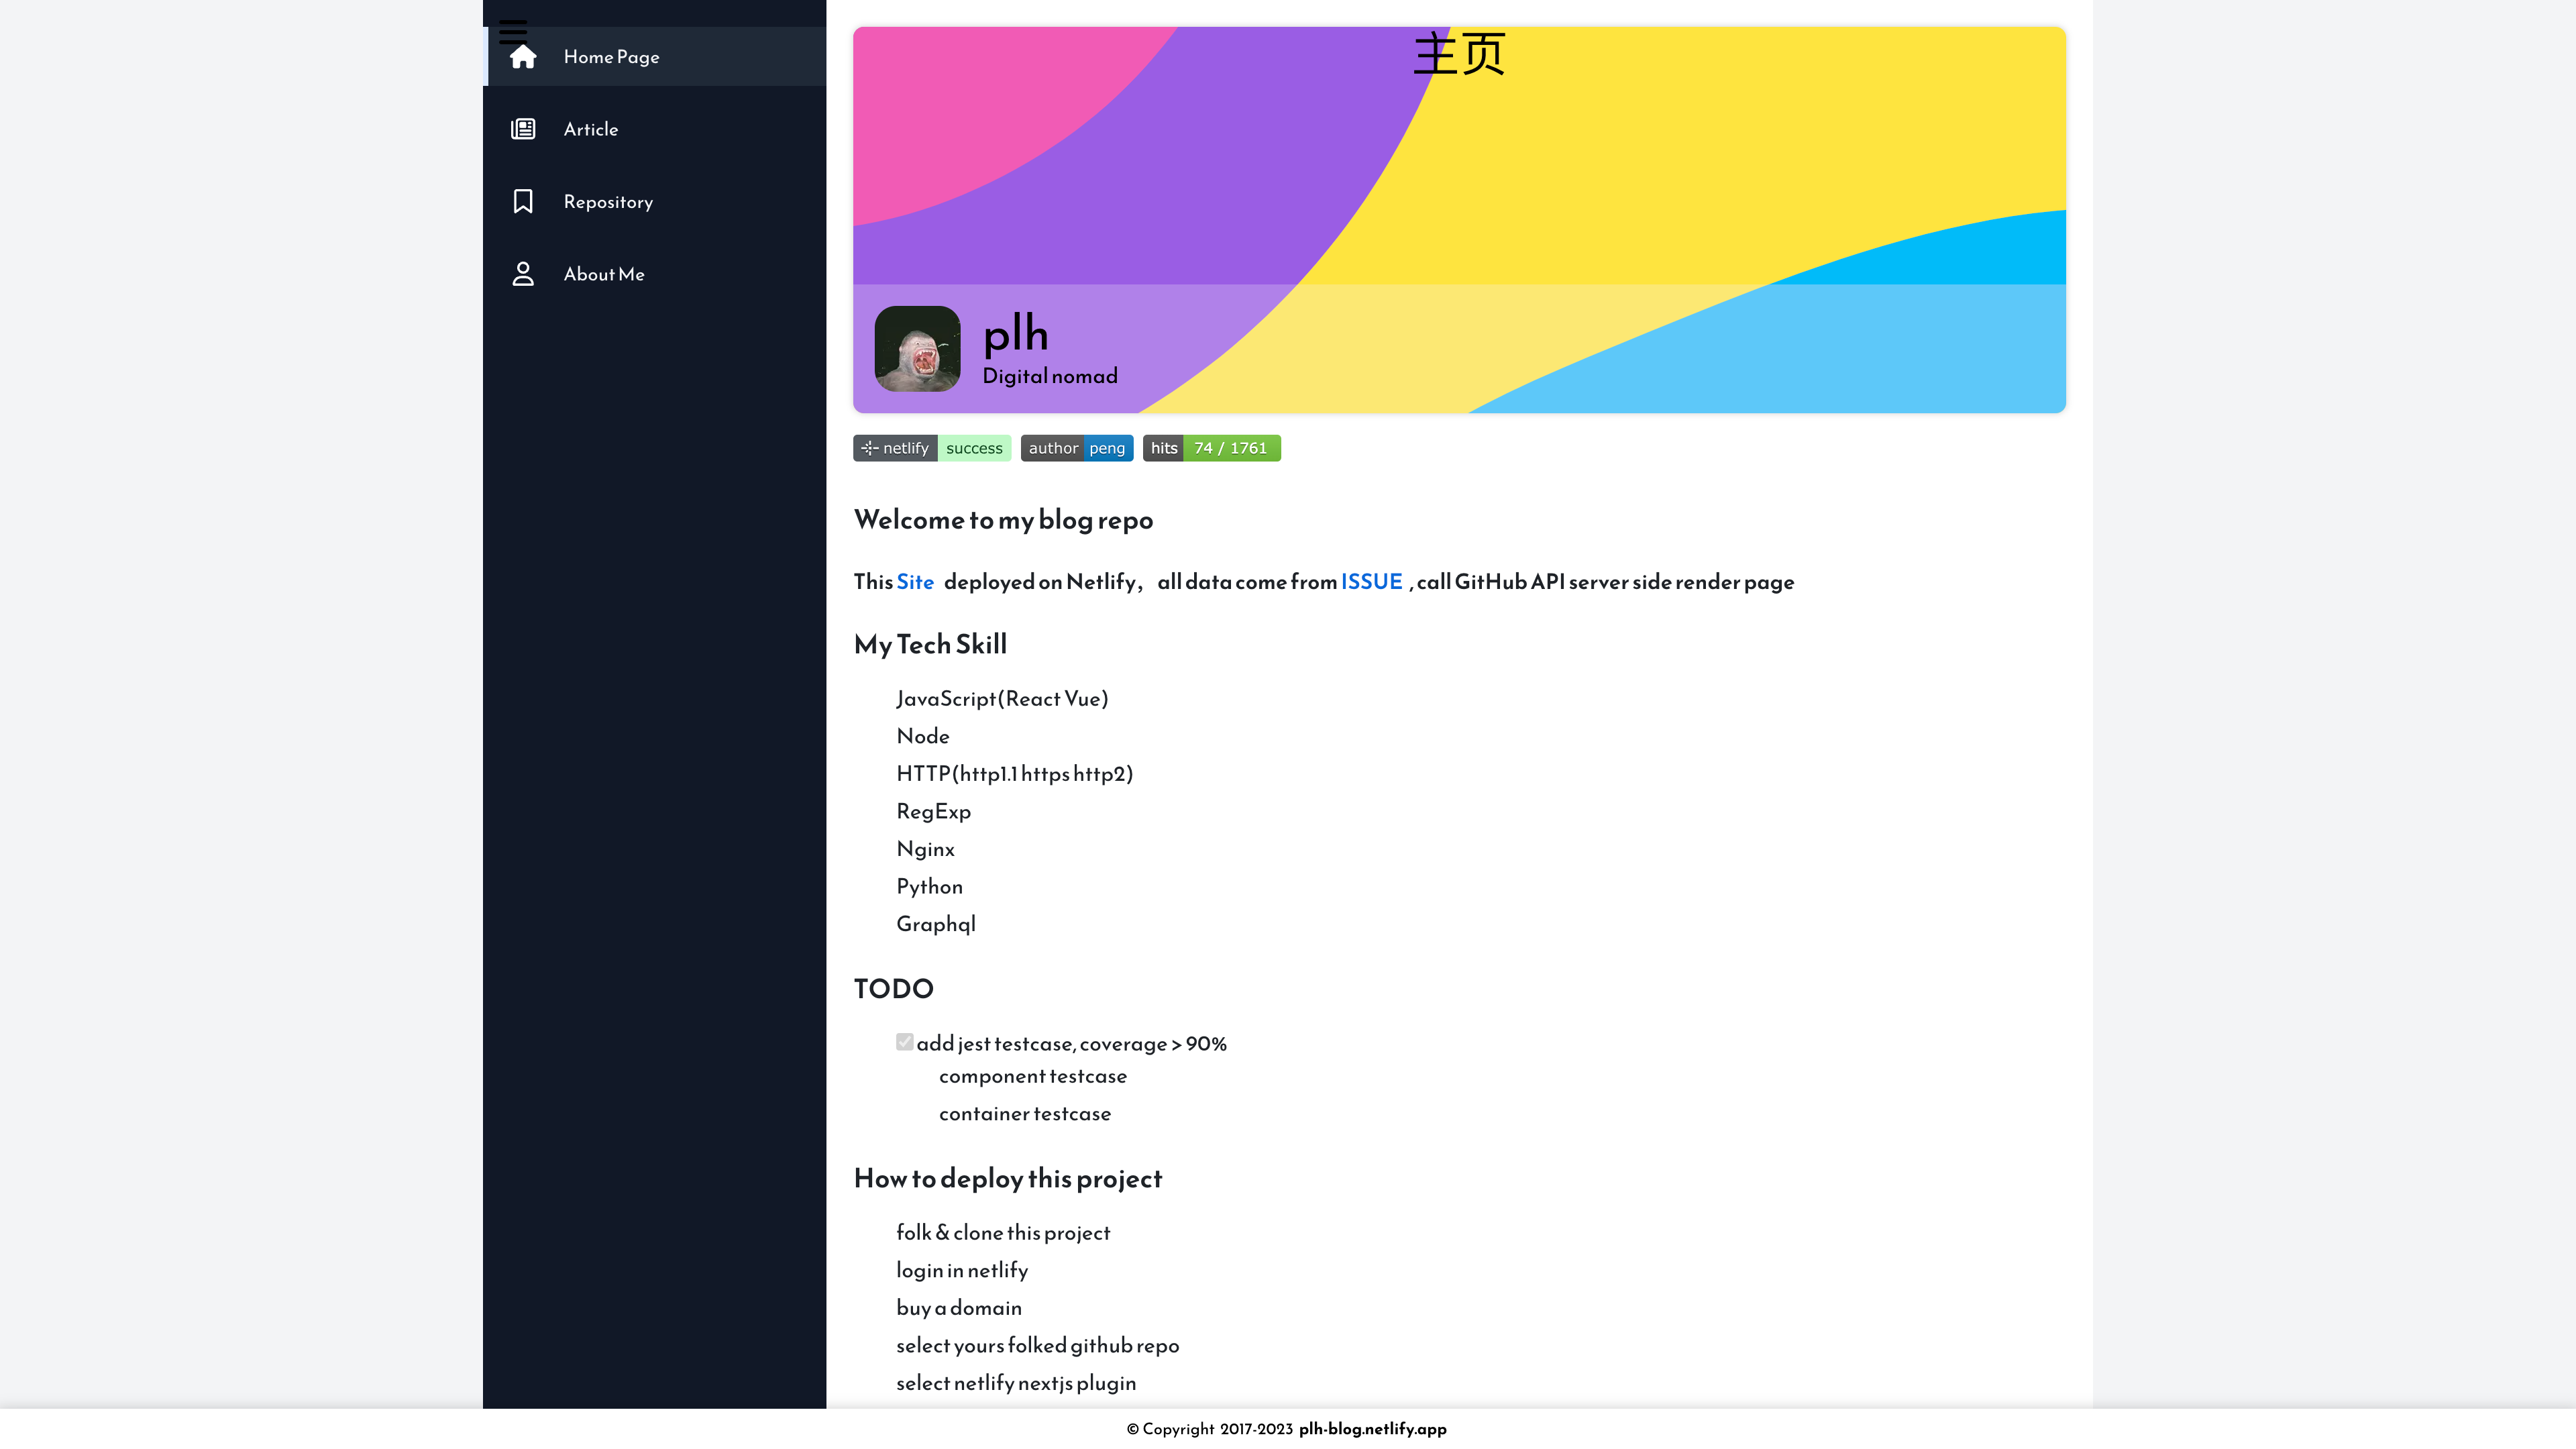 Home Page
Article
Repository
About Me
主页
plh
Digital nomad
netlify success author peng hits 74 / 1761
Welcome to my blog repo
This Site deployed on Netlify， all data come from ISSUE , call GitHub API server side render page
My Tech Skill
JavaScript(React Vue)
Node
HTTP(http1.1 https http2)
RegExp
Nginx
Python
Graphql
TODO
add jest testcase, coverage > 90%
component testcase
container testcase
How to deploy this project
folk & clone this project
login in netlify
buy a domain
select yours folked github repo
select netlify nextjs plugin
© Copyright 2017-2023 plh-blog.netlify.app